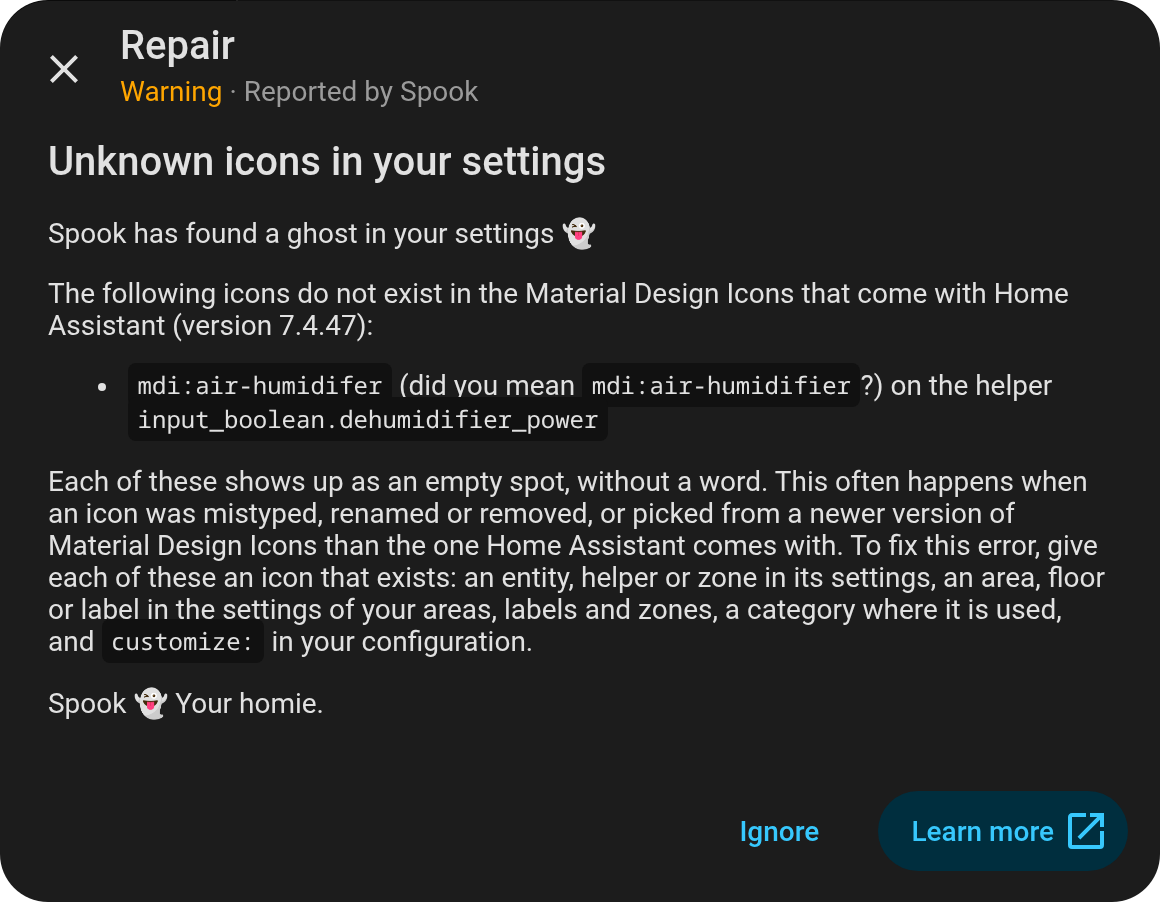 Repair
Warning · Reported by Spook
Unknown icons in your settings
Spook has found a ghost in your settings 👻
The following icons do not exist in the Material Design Icons that come with Home
Assistant (version 7.4.47):
• mdi:air-humidifer (did you mean mdi:air-humidifier?) on the helper
input_boolean.dehumidifier_power
Each of these shows up as an empty spot, without a word. This often happens when
an icon was mistyped, renamed or removed, or picked from a newer version of
Material Design Icons than the one Home Assistant comes with. To fix this error, give
each of these an icon that exists: an entity, helper or zone in its settings, an area, floor
or label in the settings of your areas, labels and zones, a category where it is used,
and customize: in your configuration.
Spook 👻 Your homie.
Ignore
Learn more